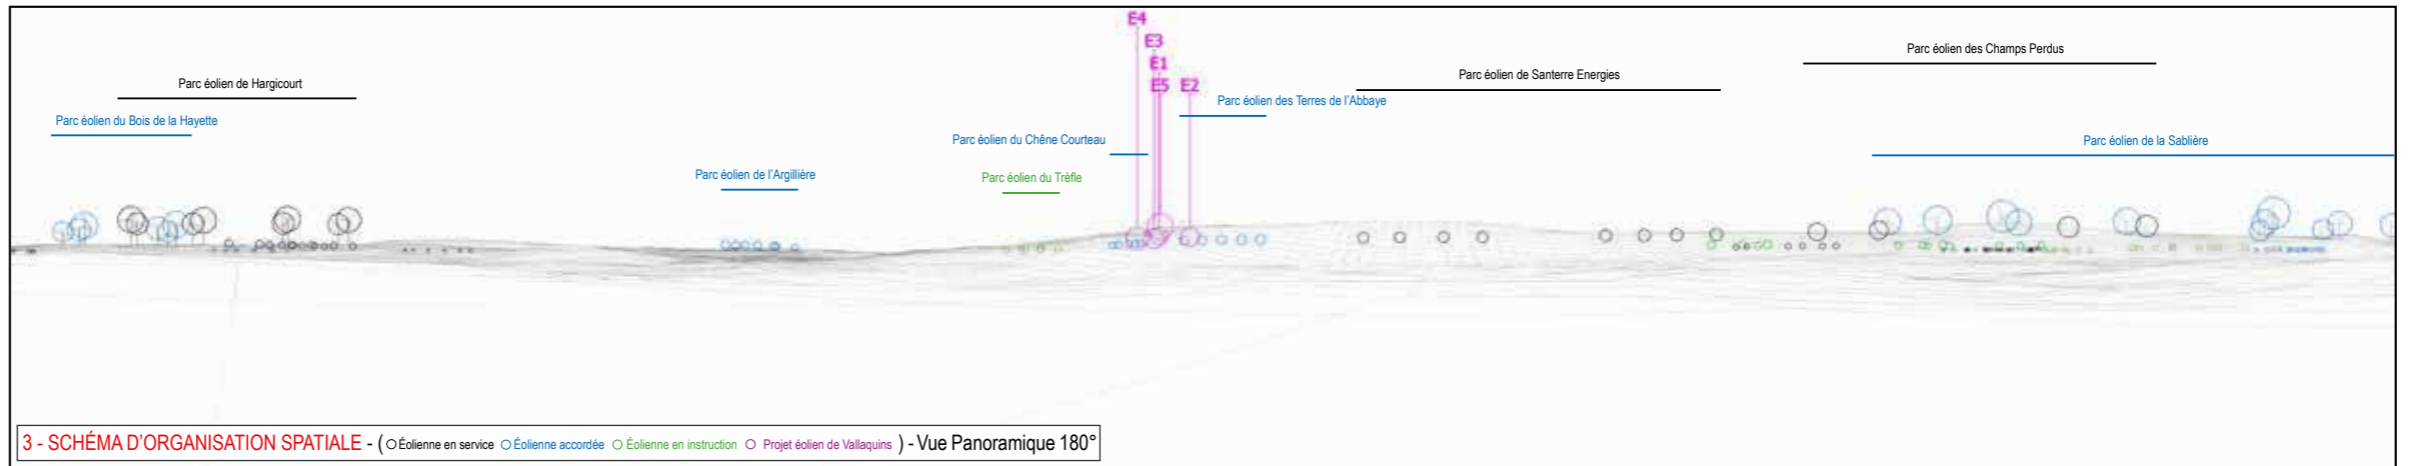 E4
E3
E1
E5 E2
Parc éolien des Champs Perdus
Parc éolien de Santerre Energies
Parc éolien de Hargicourt
Parc éolien des Terres de l'Abbaye
Parc éolien du Bois de la Hayette
Parc éolien du Chêne Courteau
Parc éolien de la Sablière
Parc éolien de l'Argillière
Parc éolien du Trèfle
3 - SCHÉMA D'ORGANISATION SPATIALE - ( Éolienne en service Éolienne accordée Éolienne en instruction Projet éolien de Vallaquins ) - Vue Panoramique 180°